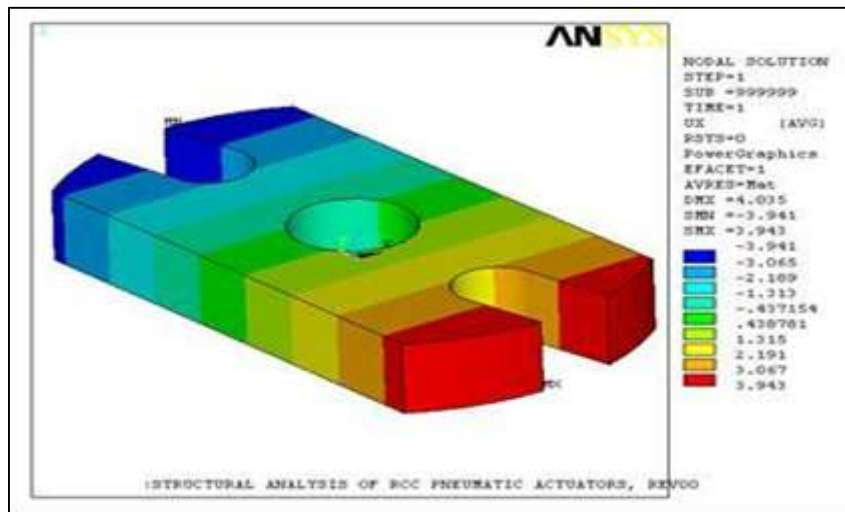 1
ANSYS
NODAL SOLUTION
STEP=1
SUB =999999
TIME=1
UX (AVG)
RSYS=0
PowerGraphics
EFACET=1
AVRES=Mat
DMX =4.035
SMN =-3.941
SMX =3.943
-3.941
-3.065
-2.189
-1.313
-.437154
.438781
1.315
2.191
3.067
3.943
MN
MX
:STRUCTURAL ANALYSIS OF RCC PNEUMATIC ACTUATORS, REV00